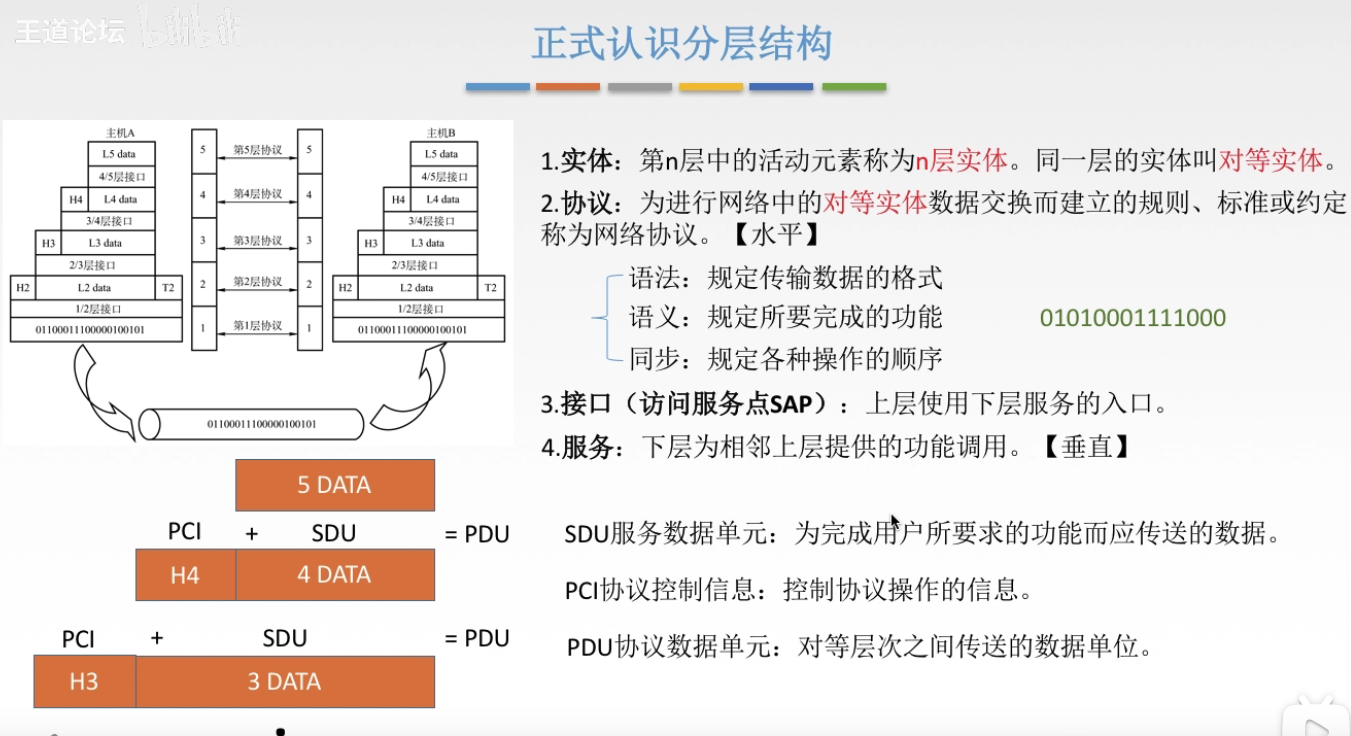 王道论坛 bilibili
正式认识分层结构
主机A
L5 data
4/5层接口
H4 L4 data
3/4层接口
H3 L3 data
2/3层接口
H2 L2 data T2
1/2层接口
01100011100000100101
5 第5层协议 5
4 第4层协议 4
3 第3层协议 3
2 第2层协议 2
1 第1层协议 1
主机B
L5 data
4/5层接口
H4 L4 data
3/4层接口
H3 L3 data
2/3层接口
H2 L2 data T2
1/2层接口
01100011100000100101
01100011100000100101
1.实体：第n层中的活动元素称为n层实体。同一层的实体叫对等实体。
2.协议：为进行网络中的对等实体数据交换而建立的规则、标准或约定
称为网络协议。【水平】
语法：规定传输数据的格式
语义：规定所要完成的功能
01010001111000
同步：规定各种操作的顺序
3.接口（访问服务点SAP）：上层使用下层服务的入口。
4.服务：下层为相邻上层提供的功能调用。【垂直】
5 DATA
PCI + SDU = PDU
H4 4 DATA
PCI + SDU = PDU
H3 3 DATA
SDU服务数据单元：为完成用户所要求的功能而应传送的数据。
PCI协议控制信息：控制协议操作的信息。
PDU协议数据单元：对等层次之间传送的数据单位。